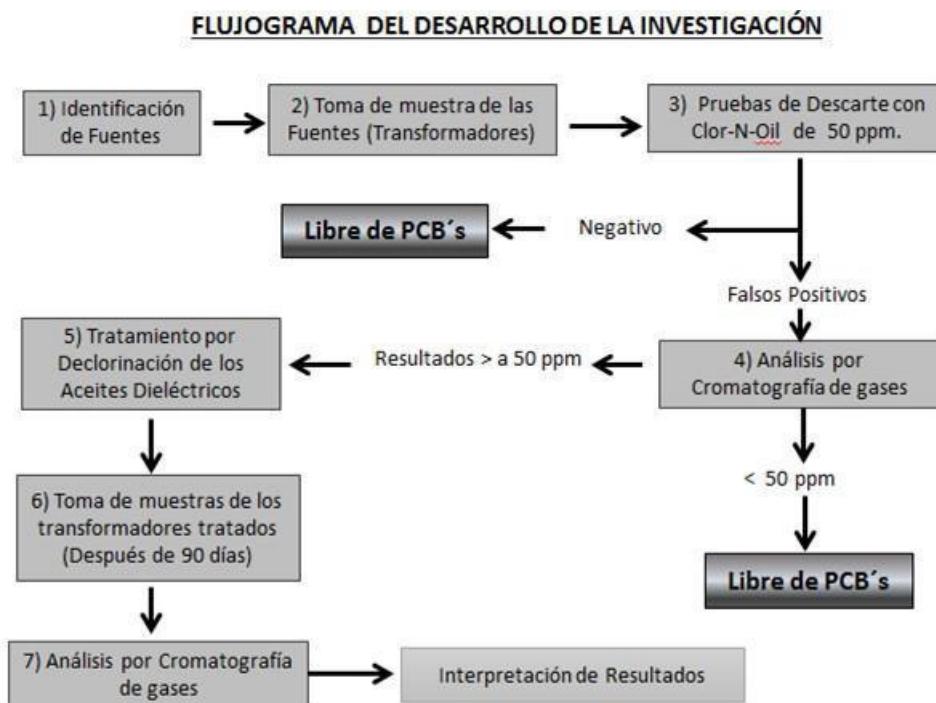 FLUJOGRAMA DEL DESARROLLO DE LA INVESTIGACIÓN
1) Identificación
de Fuentes
2) Toma de muestra de las
Fuentes (Transformadores)
3) Pruebas de Descarte con
Clor-N-Oil de 50 ppm.
Libre de PCB´s
Negativo
Falsos Positivos
5) Tratamiento por
Declorinación de los
Aceites Dieléctricos
Resultados > a 50 ppm
4) Análisis por
Cromatografía de gases
< 50 ppm
6) Toma de muestras de los
transformadores tratados
(Después de 90 días)
Libre de PCB´s
7) Análisis por Cromatografía
de gases
Interpretación de Resultados